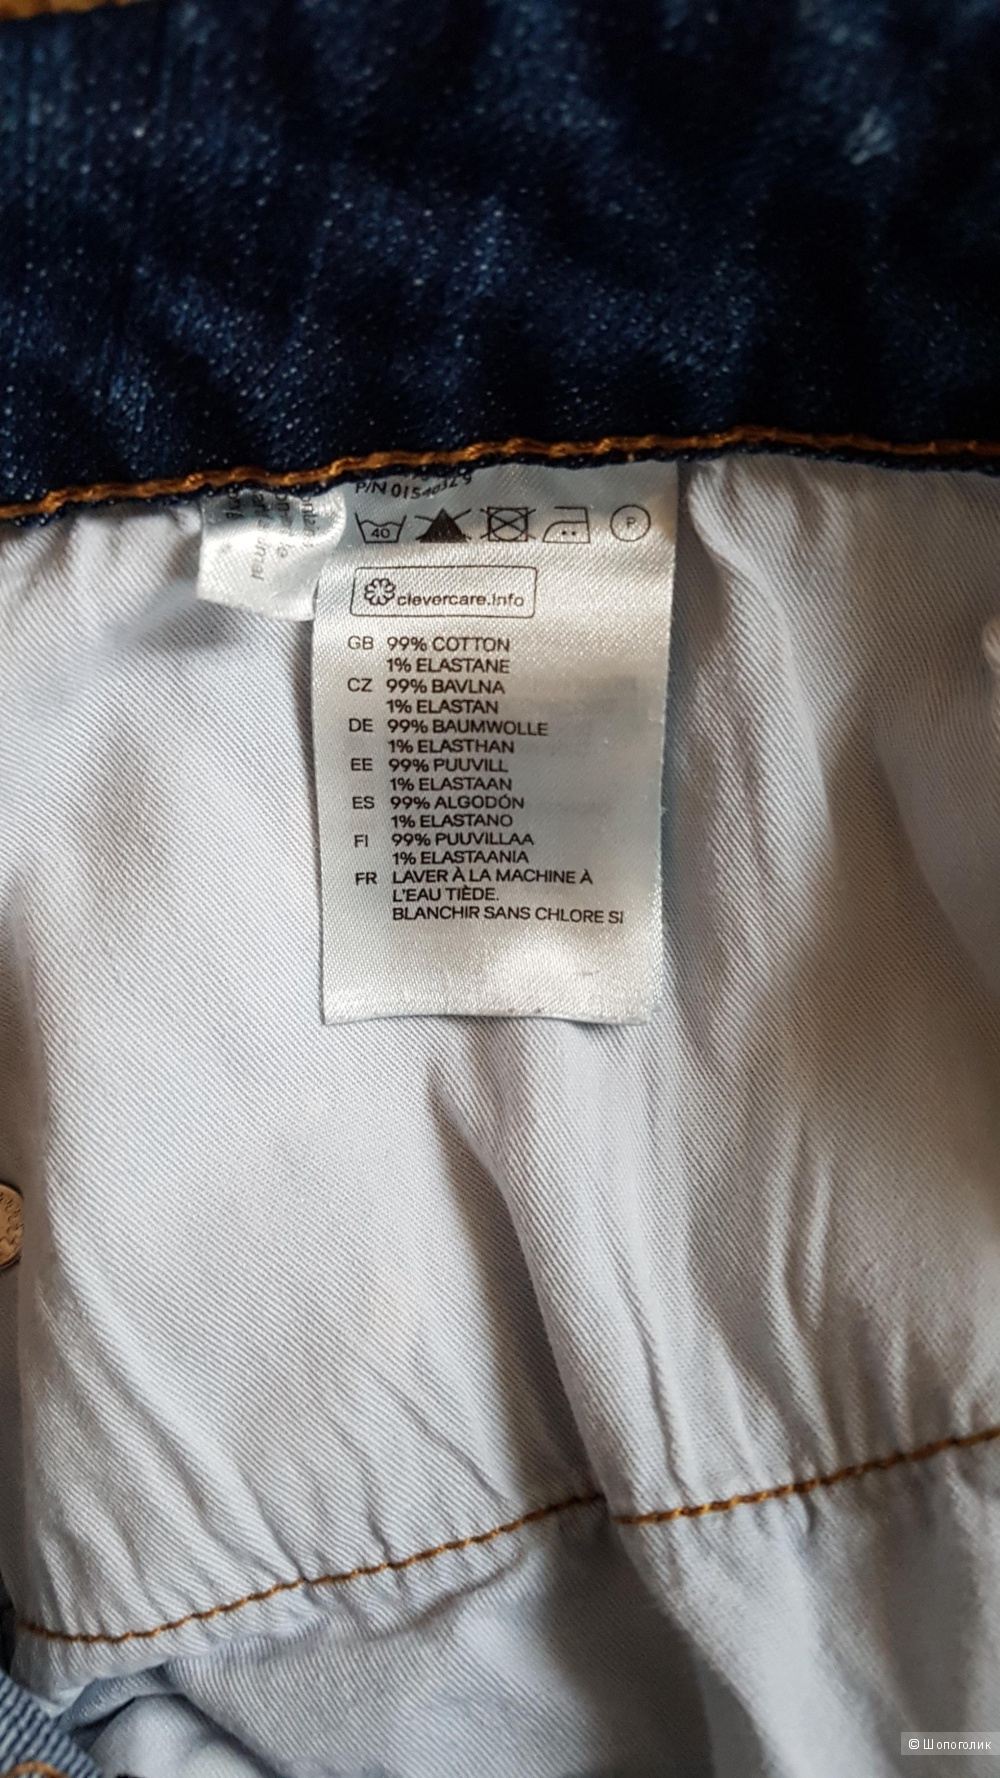 P/N 01540329
40
P
clevercare.info
GB 99% COTTON
1% ELASTANE
CZ 99% BAVLNA
1% ELASTAN
DE 99% BAUMWOLLE
1% ELASTHAN
EE 99% PUUVILL
1% ELASTAAN
ES 99% ALGODÓN
1% ELASTANO
FI 99% PUUVILLAA
1% ELASTAANIA
FR LAVER À LA MACHINE À
L'EAU TIÈDE.
BLANCHIR SANS CHLORE SI
© Шопоголик